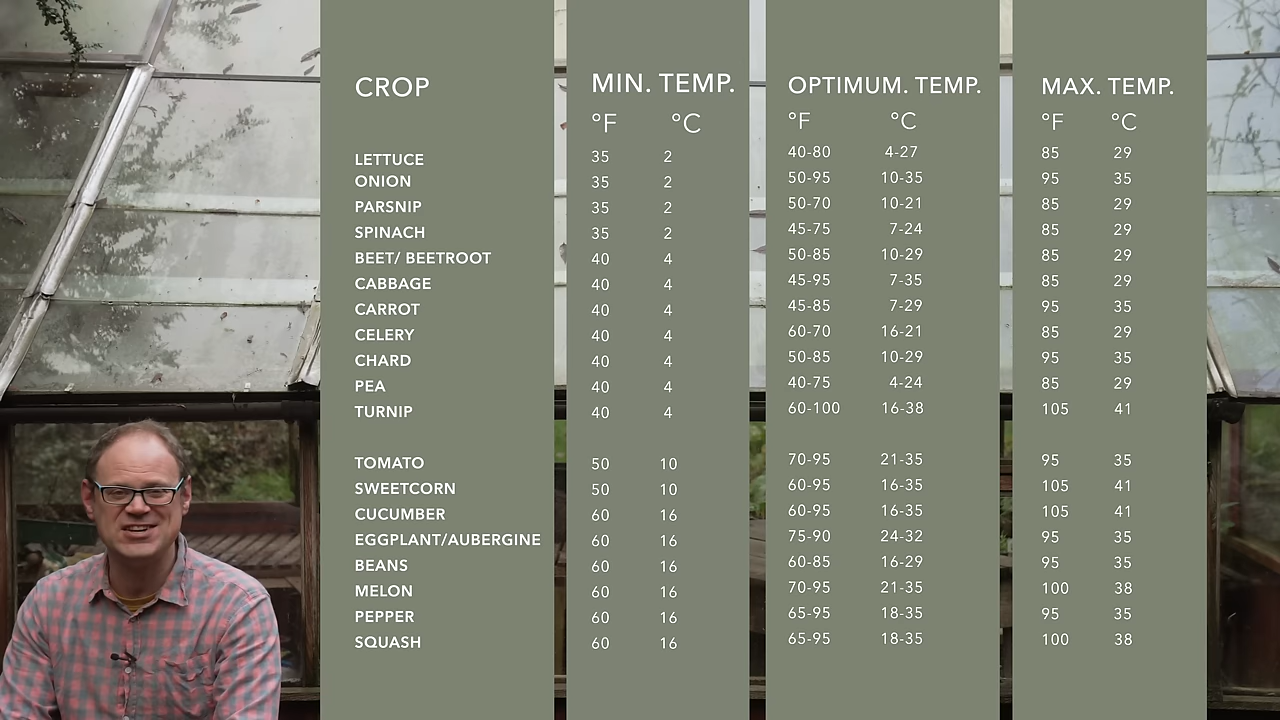 CROP MIN. TEMP. OPTIMUM. TEMP. MAX. TEMP.
°F °C °F °C °F °C
LETTUCE 35 2 40-80 4-27 85 29
ONION 35 2 50-95 10-35 95 35
PARSNIP 35 2 50-70 10-21 85 29
SPINACH 35 2 45-75 7-24 85 29
BEET/ BEETROOT 40 4 50-85 10-29 85 29
CABBAGE 40 4 45-95 7-35 85 29
CARROT 40 4 45-85 7-29 95 35
CELERY 40 4 60-70 16-21 85 29
CHARD 40 4 50-85 10-29 95 35
PEA 40 4 40-75 4-24 85 29
TURNIP 40 4 60-100 16-38 105 41
TOMATO 50 10 70-95 21-35 95 35
SWEETCORN 50 10 60-95 16-35 105 41
CUCUMBER 60 16 60-95 16-35 105 41
EGGPLANT/AUBERGINE 60 16 75-90 24-32 95 35
BEANS 60 16 60-85 16-29 95 35
MELON 60 16 70-95 21-35 100 38
PEPPER 60 16 65-95 18-35 95 35
SQUASH 60 16 65-95 18-35 100 38